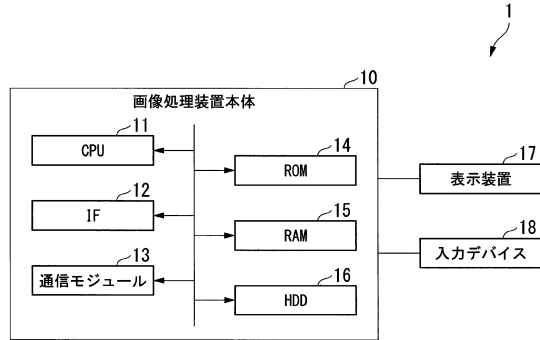 1
10
画像処理装置本体
11
CPU
14
ROM
17
表示装置
12
IF
15
RAM
18
入力デバイス
13
通信モジュール
16
HDD